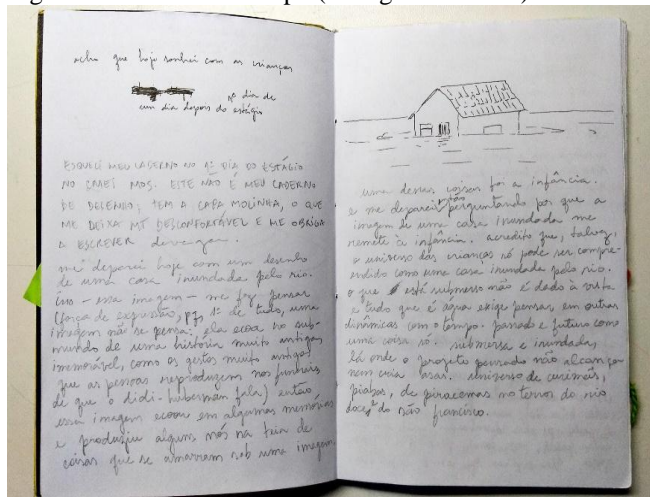 acho que hoje sonhei com as crianças
1º dia de
um dia depois do estágio
ESQUECI MEU CADERNO NO 1º DIA DO ESTÁGIO
NO CMEI MOS. ESTE NÃO É MEU CADERNO
DE DESENHO; TEM A CAPA MOLINHA, O QUE
ME DEIXA MT DESCONFORTÁVEL E ME OBRIGA
A ESCREVER devagar.
me deparei hoje com um desenho
de uma casa inundada pelo rio.
isso – essa imagem – me fez pensar
(força de expressão, pq, 1º de tudo, uma
imagem não se pensa: ela ecoa no sub-
mundo de uma história muito antiga,
imemorável, como os gestos muito antigos
que as pessoas reproduzem nos funerais
de que o didi-huberman fala) então
essa imagem ecoou em algumas memórias
e produziu alguns nós na teia de
coisas que se amarram sob uma imagem.
uma dessas coisas foi a infância.
e me deparei então perguntando por que a
imagem de uma casa inundada me
remete à infância. acredito que, talvez,
o universo das crianças só pode ser compre-
endido como uma casa inundada pelo rio.
o que está submerso não é dado à vista
e tudo que é água exige pensar em outras
dinâmicas com o tempo. passado e futuro como
uma coisa só. submersa e inundada,
lá onde o projeto pensado não alcança
nem cria asas. universo de curimãs,
piabas, de piracemas no terno do rio
doce, do são francisco.